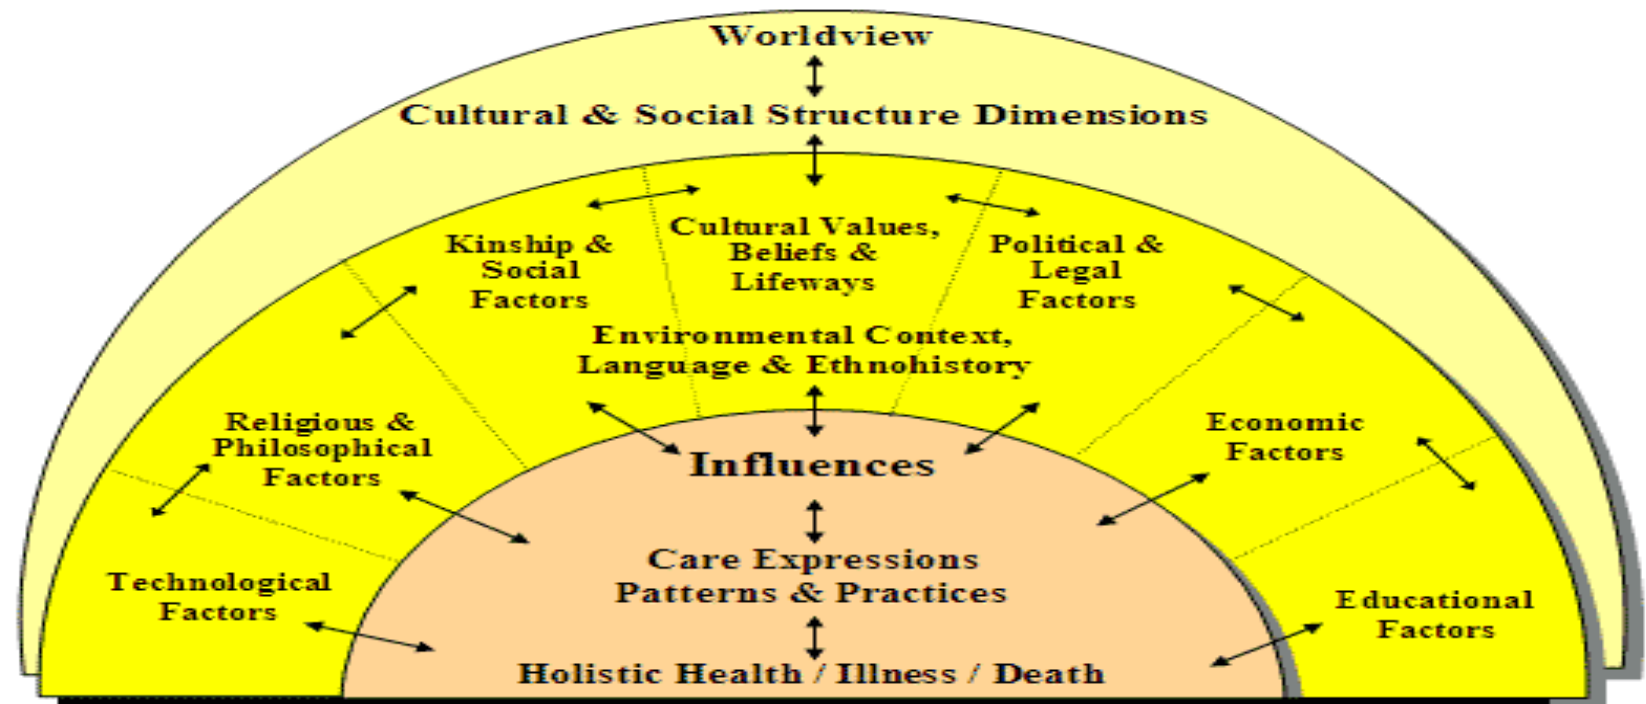 Worldview
Cultural & Social Structure Dimensions
Kinship &
Social
Factors
Cultural Values,
Beliefs &
Lifeways
Political &
Legal
Factors
Environmental Context,
Language & Ethnohistory
Religious &
Philosophical
Factors
Economic
Factors
Influences
Technological
Factors
Care Expressions
Patterns & Practices
Educational
Factors
Holistic Health / Illness / Death